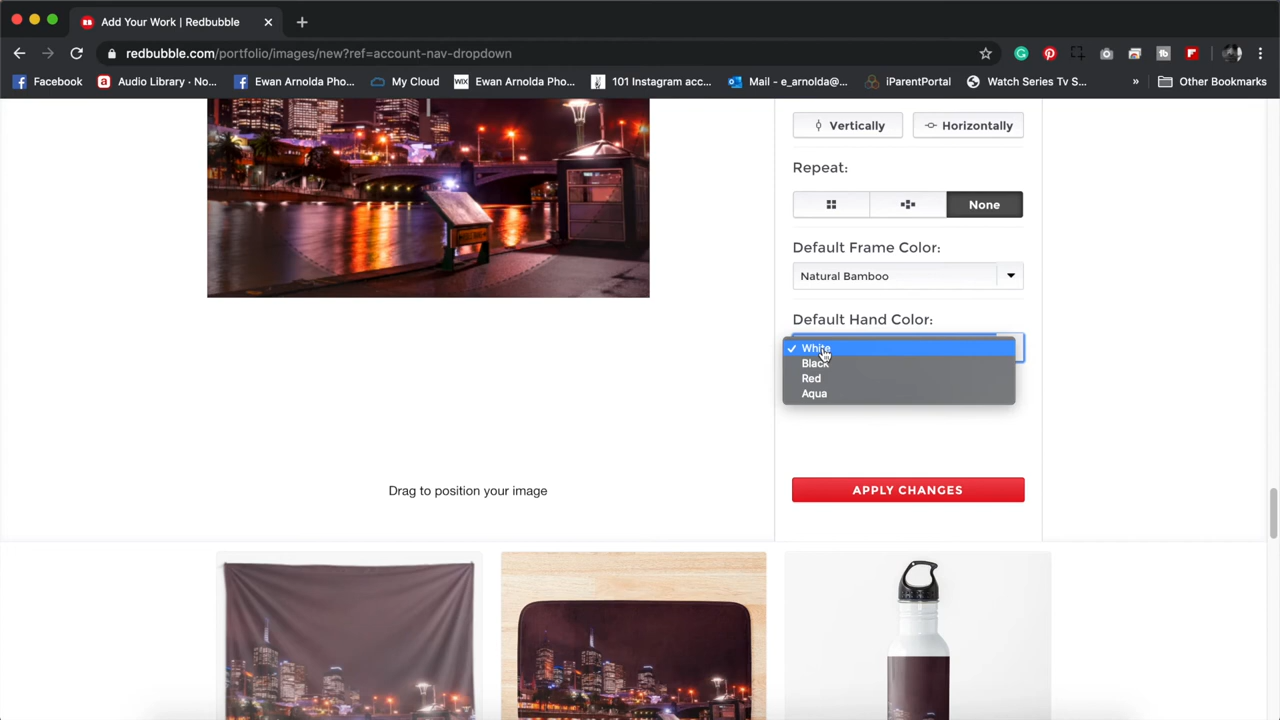 Add Your Work | Redbubble
redbubble.com/portfolio/images/new?ref=account-nav-dropdown
Facebook
Audio Library - No...
Ewan Arnolda Pho...
My Cloud
WIX
Ewan Arnolda Pho...
101 Instagram acc...
Mail - e_arnolda@...
iParentPortal
Watch Series Tv S...
»
Other Bookmarks
Vertically
Horizontally
Repeat:
None
Default Frame Color:
Natural Bamboo
Default Hand Color:
White
Black
Red
Aqua
APPLY CHANGES
Drag to position your image